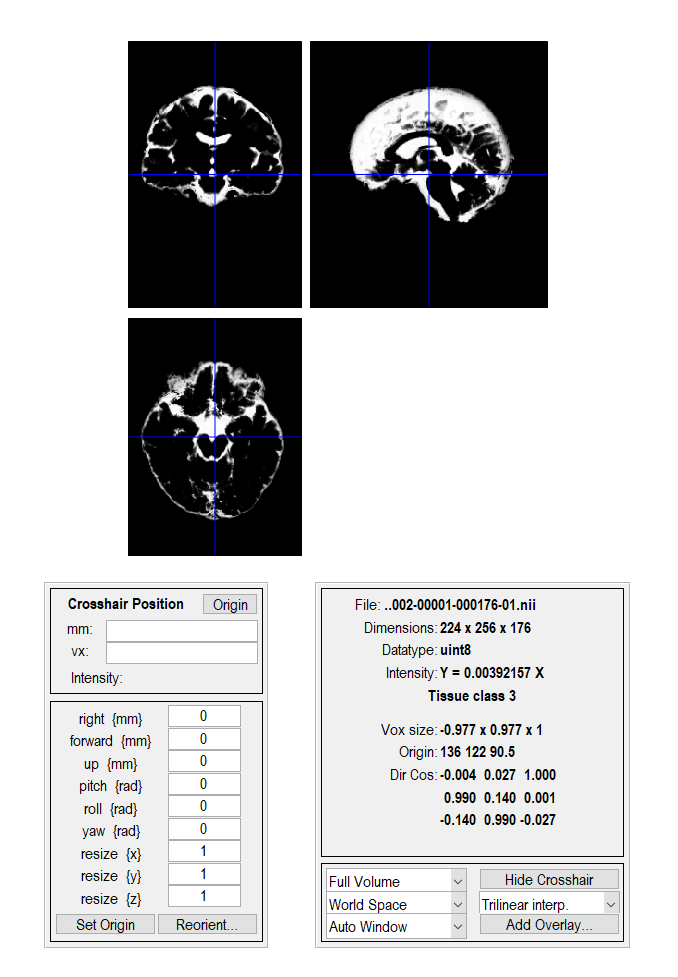 Crosshair Position
Origin
mm:
vx:
Intensity:
right {mm} 0
forward {mm} 0
up {mm} 0
pitch {rad} 0
roll {rad} 0
yaw {rad} 0
resize {x} 1
resize {y} 1
resize {z} 1
Set Origin
Reorient...
File: ..002-00001-000176-01.nii
Dimensions: 224 x 256 x 176
Datatype: uint8
Intensity: Y = 0.00392157 X
Tissue class 3
Vox size: -0.977 x 0.977 x 1
Origin: 136 122 90.5
Dir Cos: -0.004 0.027 1.000
0.990 0.140 0.001
-0.140 0.990 -0.027
Full Volume
Hide Crosshair
World Space
Trilinear interp.
Auto Window
Add Overlay...